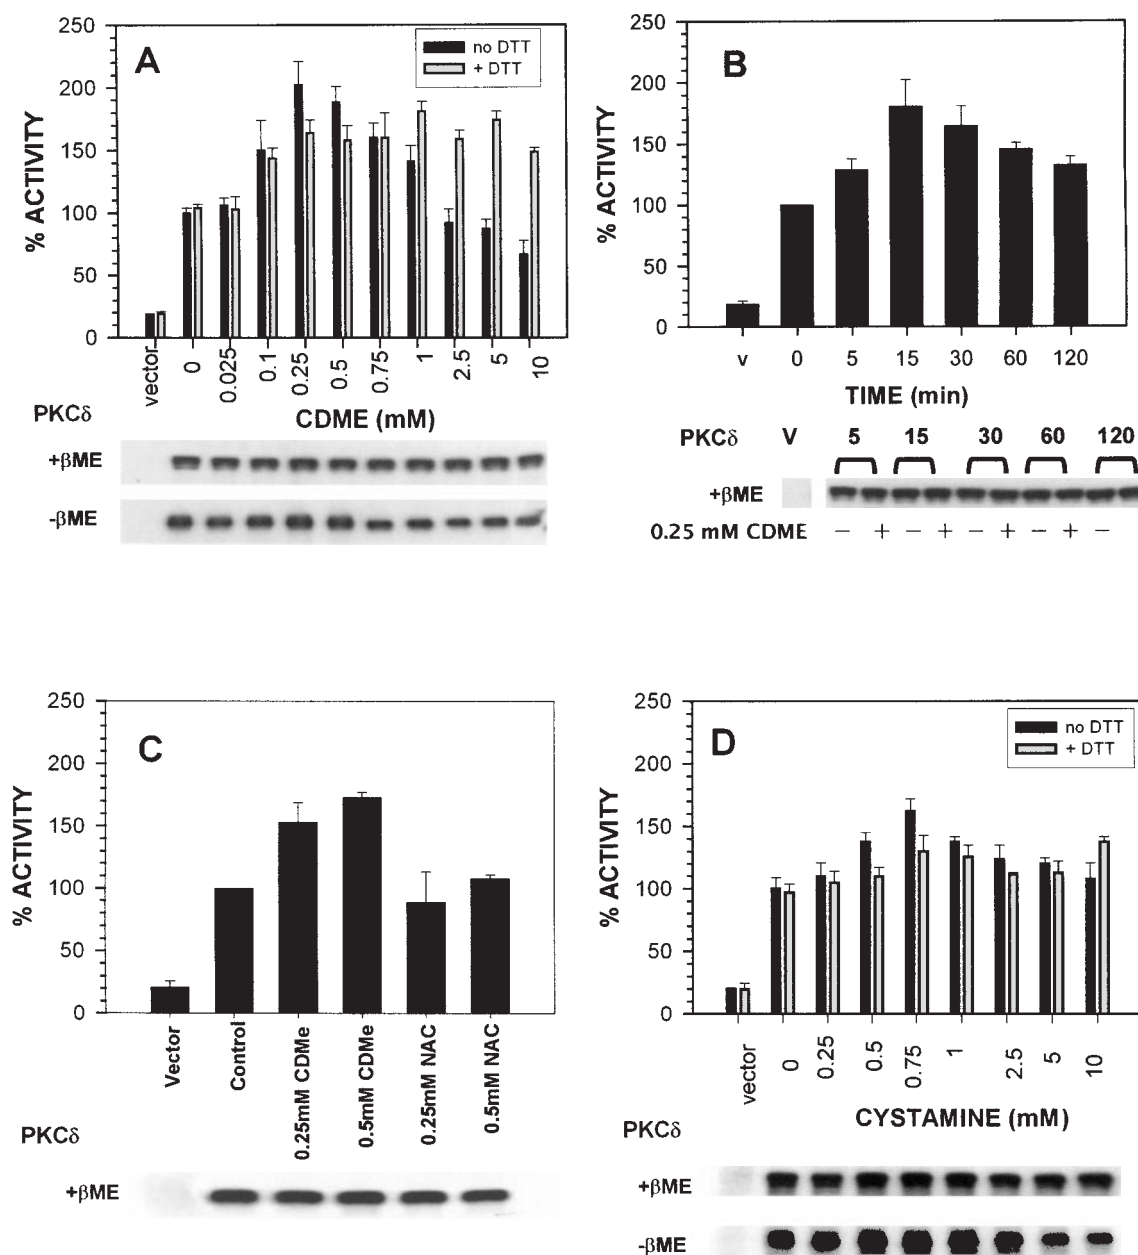 A
no DTT
+ DTT
% ACTIVITY
250
200
150
100
50
0
vector 0 0.025 0.1 0.25 0.5 0.75 1 2.5 5 10
PKCδ
CDME (mM)
+βME
-βME
B
% ACTIVITY
250
200
150
100
50
0
v 0 5 15 30 60 120
TIME (min)
PKCδ V 5 15 30 60 120
+βME
0.25 mM CDME − + − + − + − + −
C
% ACTIVITY
250
200
150
100
50
0
Vector Control 0.25mM CDMe 0.5mM CDMe 0.25mM NAC 0.5mM NAC
PKCδ
+βME
D
no DTT
+ DTT
% ACTIVITY
250
200
150
100
50
0
vector 0 0.25 0.5 0.75 1 2.5 5 10
CYSTAMINE (mM)
PKCδ
+βME
-βME